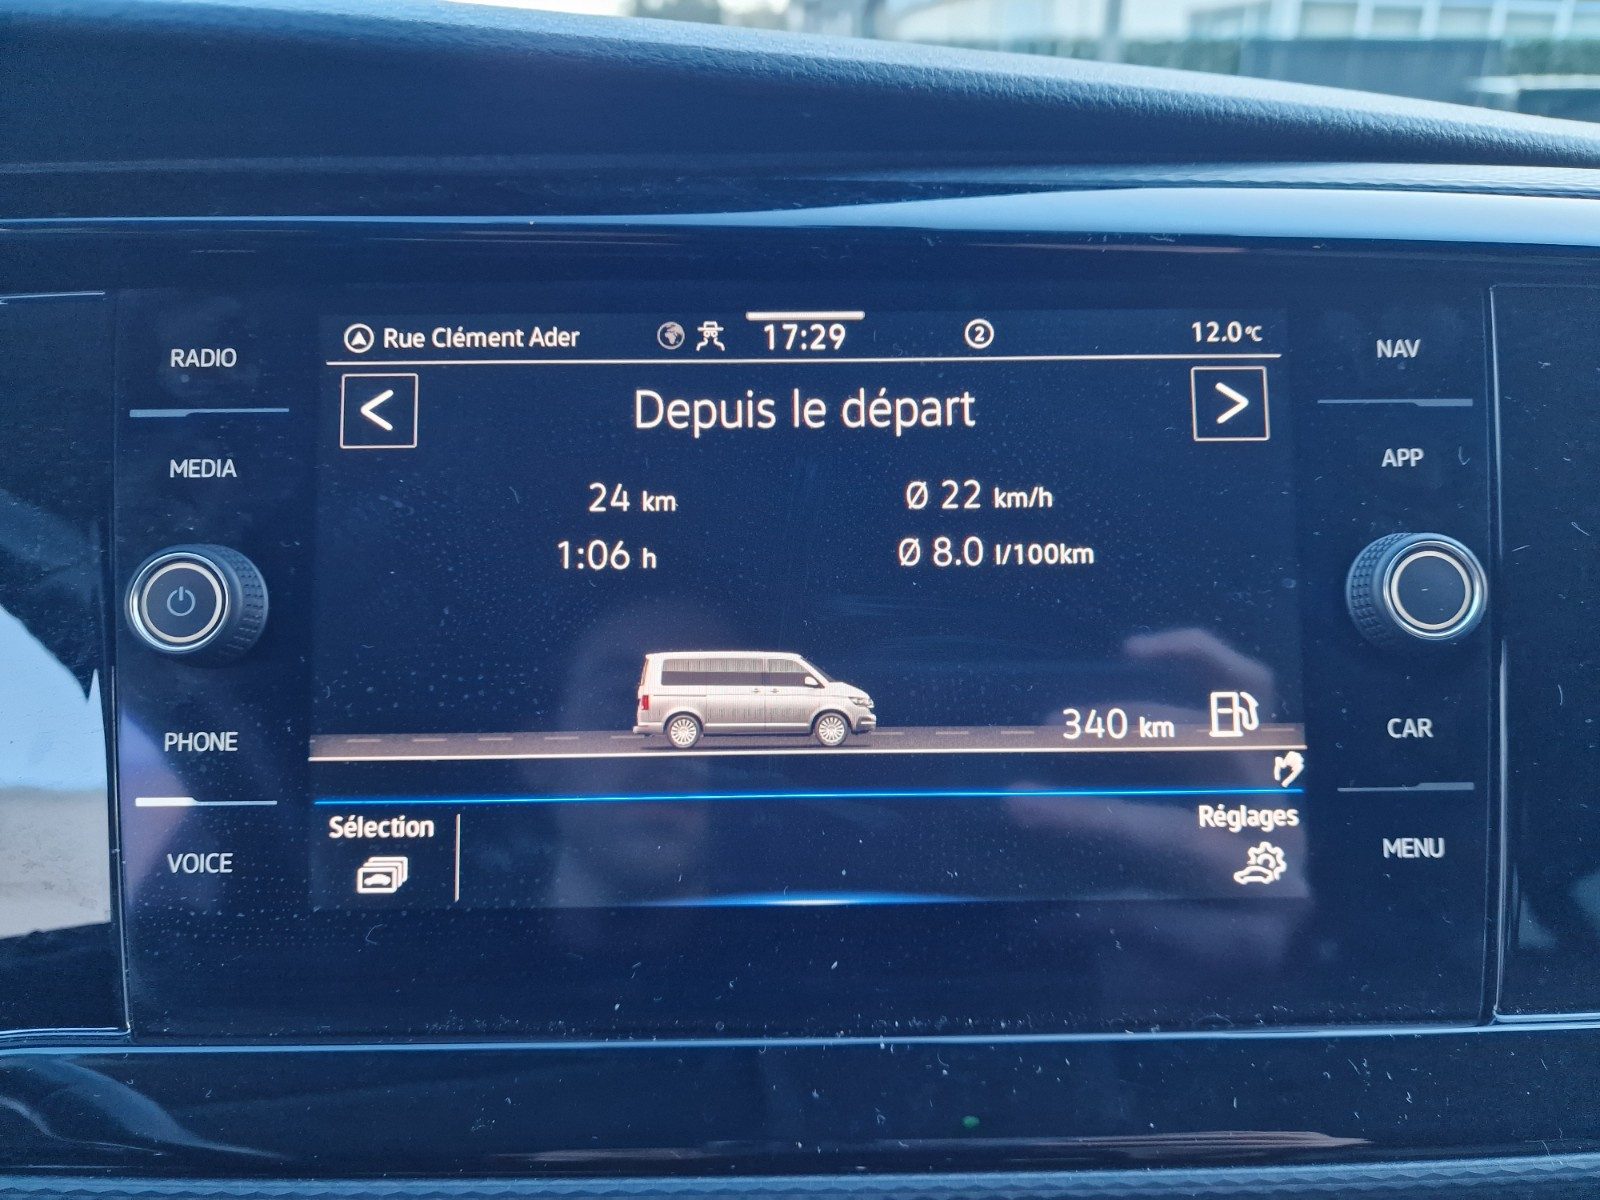 Rue Clément Ader 17:29 2 12.0°C
RADIO
NAV
< Depuis le départ >
MEDIA
APP
24 km Ø 22 km/h
1:06 h Ø 8.0 l/100km
340 km
PHONE
CAR
Sélection Réglages
VOICE
MENU